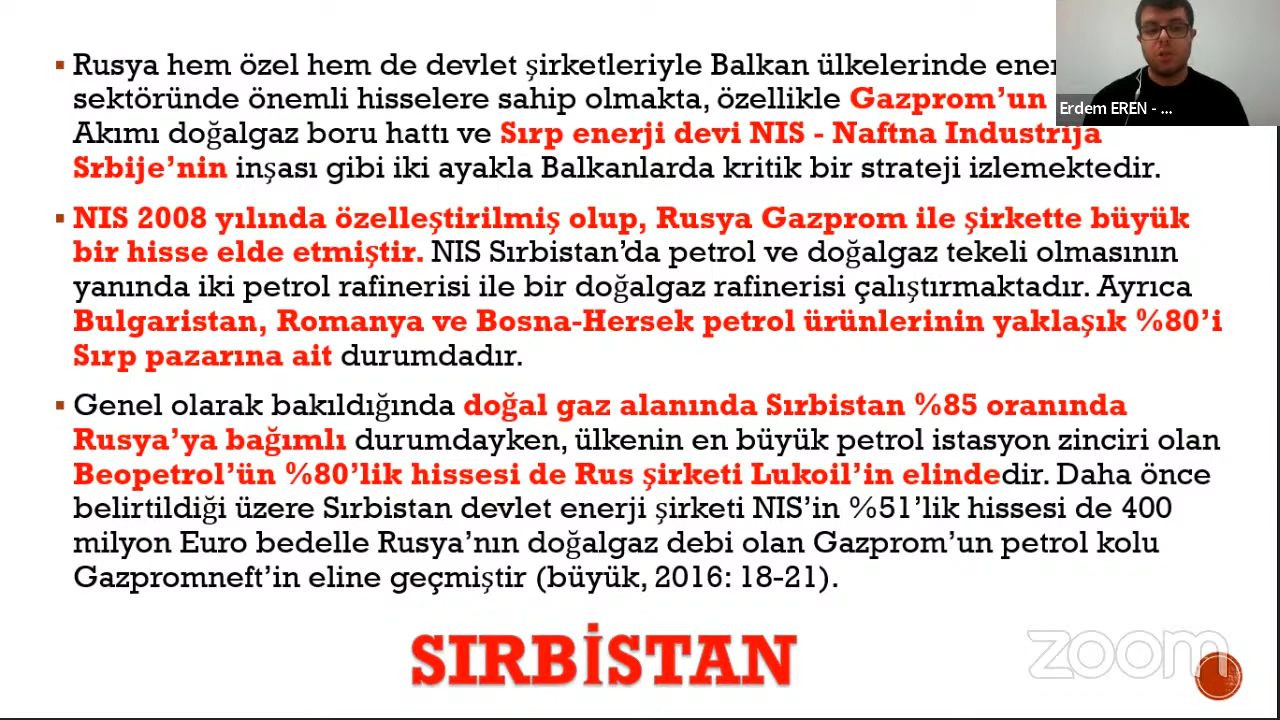 Rusya hem özel hem de devlet şirketleriyle Balkan ülkelerinde
sektöründe önemli hisselere sahip olmakta, özellikle Gazprom’un
Akımı doğalgaz boru hattı ve Sırp enerji devi NIS - Naftna Industrija
Srbije’nin inşası gibi iki ayakla Balkanlarda kritik bir strateji izlemektedir.
NIS 2008 yılında özelleştirilmiş olup, Rusya Gazprom ile şirkette büyük
bir hisse elde etmiştir. NIS Sırbistan’da petrol ve doğalgaz tekeli olmasının
yanında iki petrol rafinerisi ile bir doğalgaz rafinerisi çalıştırmaktadır. Ayrıca
Bulgaristan, Romanya ve Bosna-Hersek petrol ürünlerinin yaklaşık %80’i
Sırp pazarına ait durumdadır.
Genel olarak bakıldığında doğal gaz alanında Sırbistan %85 oranında
Rusya’ya bağımlı durumdayken, ülkenin en büyük petrol istasyon zinciri olan
Beopetrol’ün %80’lik hissesi de Rus şirketi Lukoil’in elindedir. Daha önce
belirtildiği üzere Sırbistan devlet enerji şirketi NIS’in %51’lik hissesi de 400
milyon Euro bedelle Rusya’nın doğalgaz debi olan Gazprom’un petrol kolu
Gazpromneft’in eline geçmiştir (büyük, 2016: 18-21).
SIRBİSTAN
Erdem EREN - ...
zoom